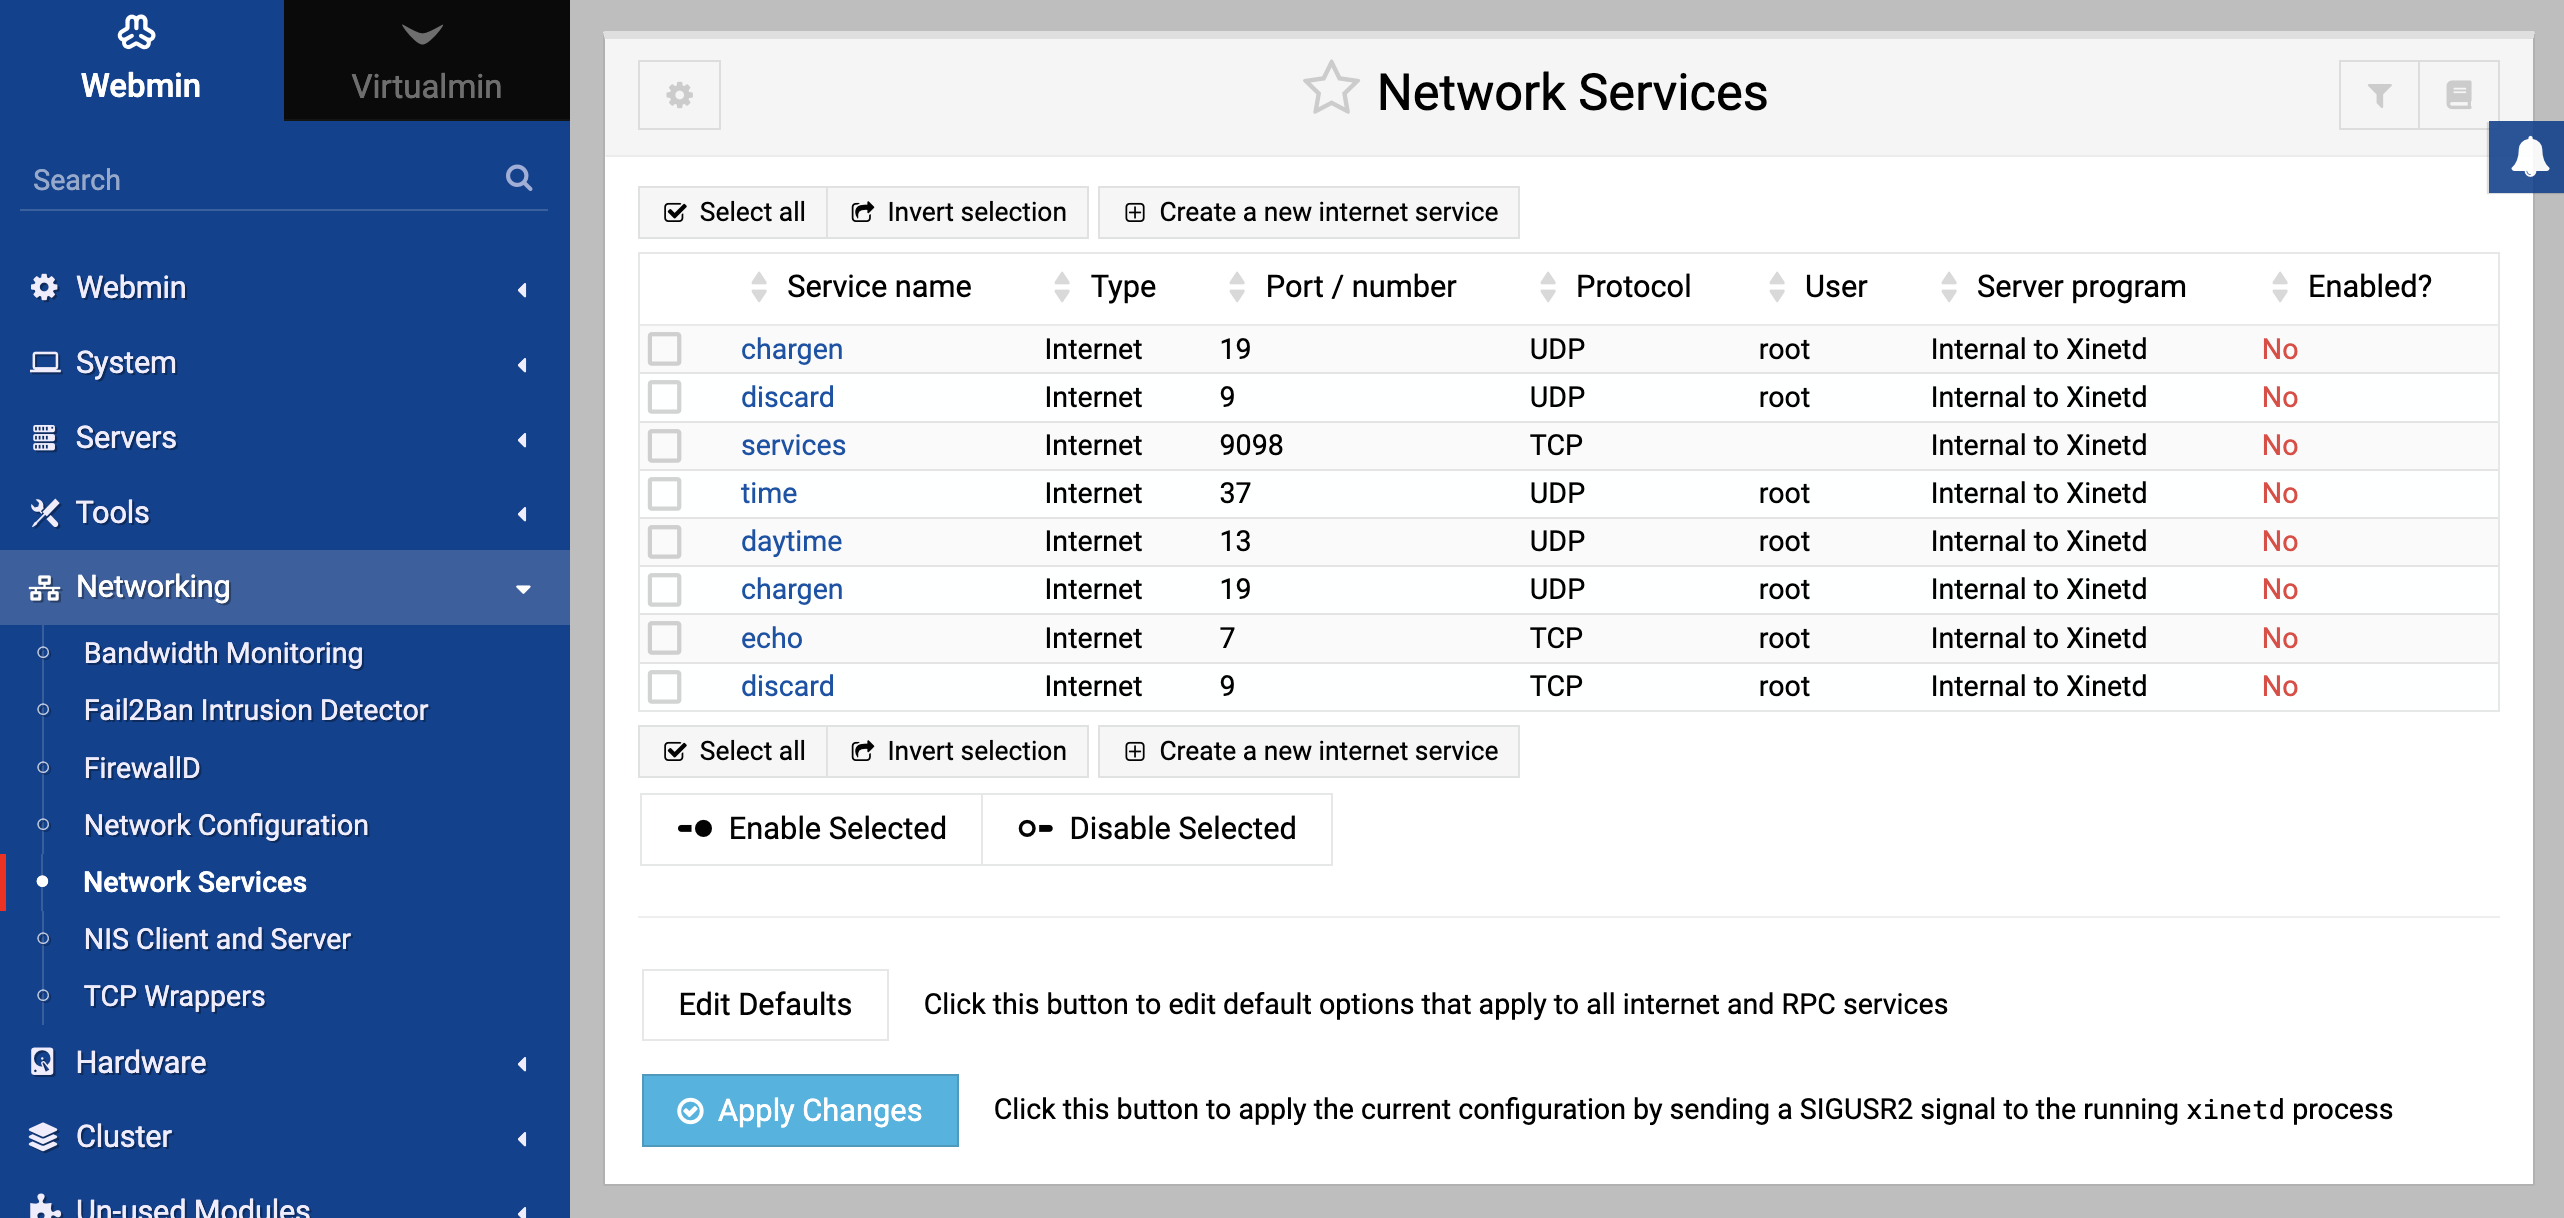 Webmin
Virtualmin
Search
Webmin
System
Servers
Tools
Networking
Bandwidth Monitoring
Fail2Ban Intrusion Detector
FirewallD
Network Configuration
Network Services
NIS Client and Server
TCP Wrappers
Hardware
Cluster
Un-used Modules
Network Services
Select all Invert selection Create a new internet service
Service name Type Port / number Protocol User Server program Enabled?
chargen Internet 19 UDP root Internal to Xinetd No
discard Internet 9 UDP root Internal to Xinetd No
services Internet 9098 TCP Internal to Xinetd No
time Internet 37 UDP root Internal to Xinetd No
daytime Internet 13 UDP root Internal to Xinetd No
chargen Internet 19 UDP root Internal to Xinetd No
echo Internet 7 TCP root Internal to Xinetd No
discard Internet 9 TCP root Internal to Xinetd No
Select all Invert selection Create a new internet service
Enable Selected Disable Selected
Edit Defaults Click this button to edit default options that apply to all internet and RPC services
Apply Changes Click this button to apply the current configuration by sending a SIGUSR2 signal to the running xinetd process